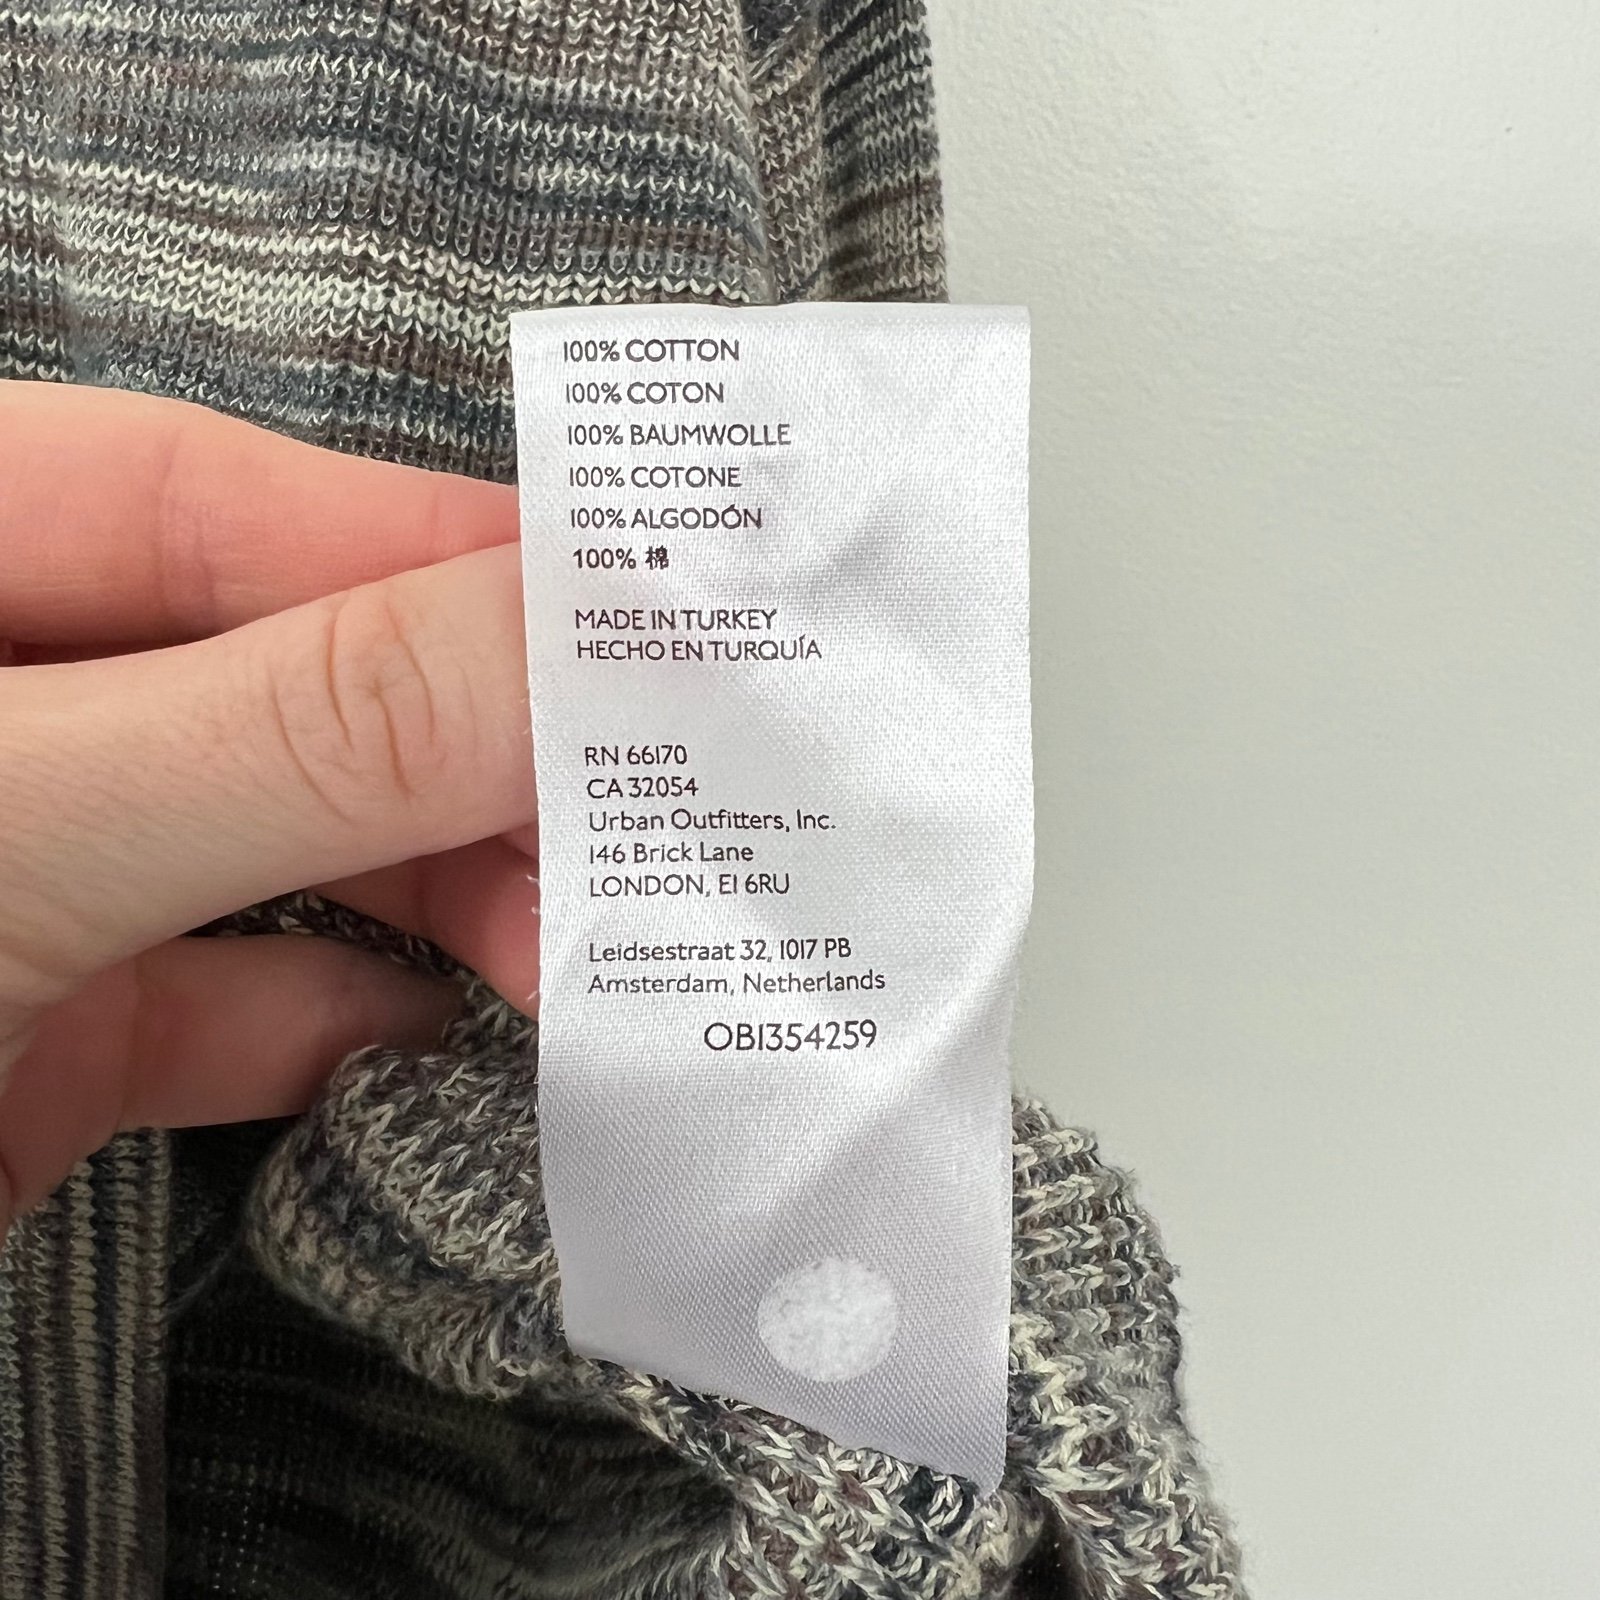 100% COTTON
100% COTON
100% BAUMWOLLE
100% COTONE
100% ALGODÓN
100% 棉
MADE IN TURKEY
HECHO EN TURQUÍA
RN 66170
CA 32054
Urban Outfitters, Inc.
146 Brick Lane
LONDON, E1 6RU
Leidsestraat 32, 1017 PB
Amsterdam, Netherlands
OB1354259